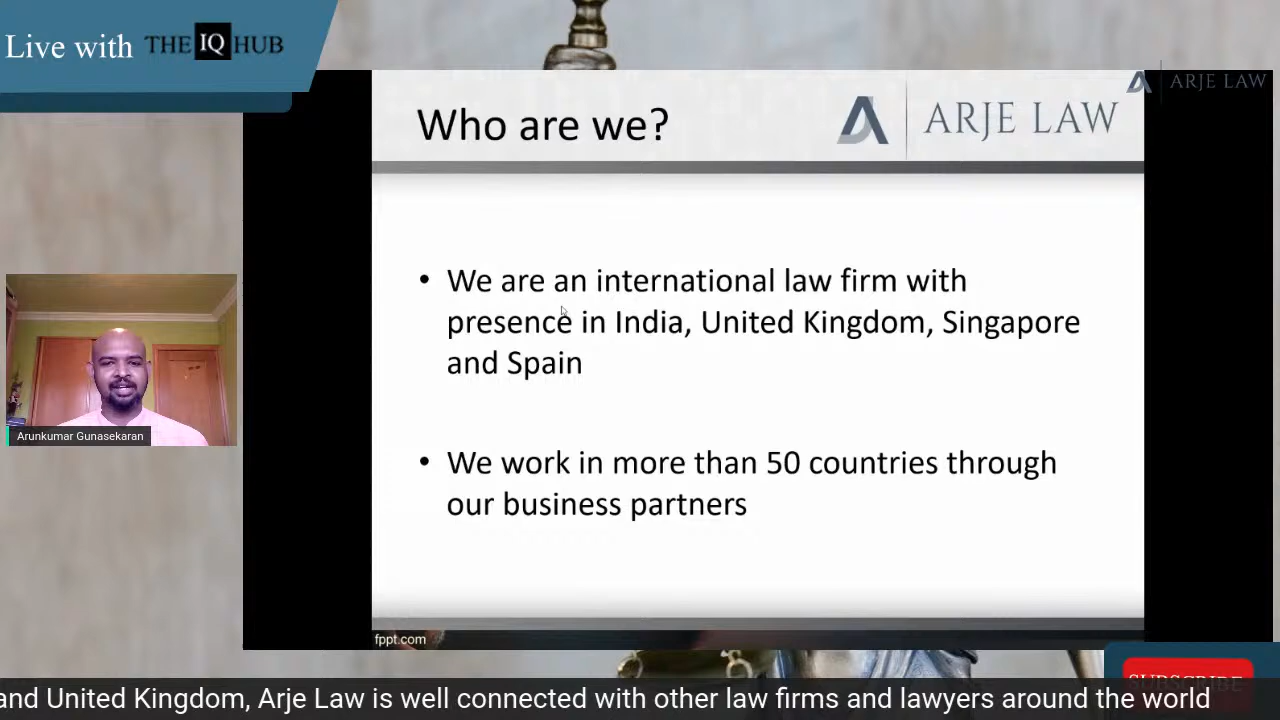 Live with THE IQ HUB
ARJE LAW
Who are we?
ARJE LAW
• We are an international law firm with
presence in India, United Kingdom, Singapore
and Spain
• We work in more than 50 countries through
our business partners
Arunkumar Gunasekaran
fppt.com
SUBSCRIBE
and United Kingdom, Arje Law is well connected with other law firms and lawyers around the world